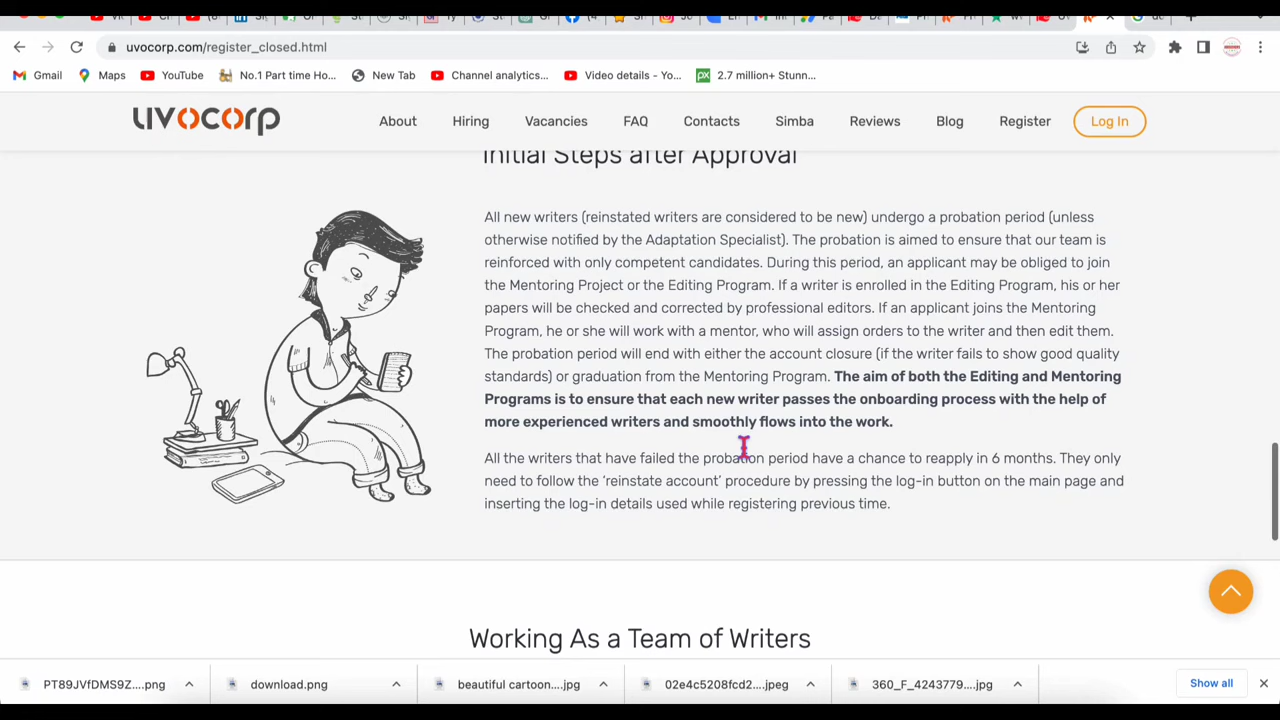 uvocorp.com/register_closed.html
Gmail Maps YouTube No.1 Part time Ho... New Tab Channel analytics... Video details - Yo... 2.7 million+ Stunn...
uvocorp About Hiring Vacancies FAQ Contacts Simba Reviews Blog Register Log In
Initial Steps after Approval
All new writers (reinstated writers are considered to be new) undergo a probation period (unless
otherwise notified by the Adaptation Specialist). The probation is aimed to ensure that our team is
reinforced with only competent candidates. During this period, an applicant may be obliged to join
the Mentoring Project or the Editing Program. If a writer is enrolled in the Editing Program, his or her
papers will be checked and corrected by professional editors. If an applicant joins the Mentoring
Program, he or she will work with a mentor, who will assign orders to the writer and then edit them.
The probation period will end with either the account closure (if the writer fails to show good quality
standards) or graduation from the Mentoring Program. The aim of both the Editing and Mentoring
Programs is to ensure that each new writer passes the onboarding process with the help of
more experienced writers and smoothly flows into the work.
All the writers that have failed the probation period have a chance to reapply in 6 months. They only
need to follow the ‘reinstate account’ procedure by pressing the log-in button on the main page and
inserting the log-in details used while registering previous time.
Working As a Team of Writers
PT89JVfDMS9Z....png download.png beautiful cartoon....jpg 02e4c5208fcd2....jpeg 360_F_4243779....jpg Show all